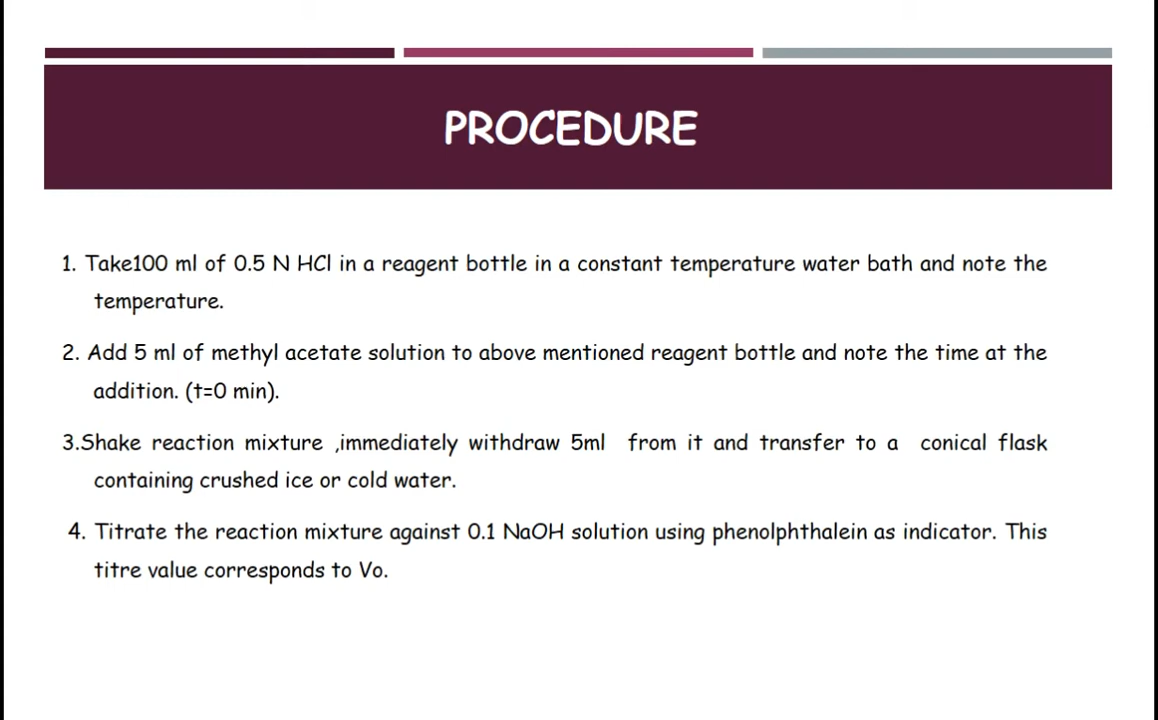 PROCEDURE
1. Take100 ml of 0.5 N HCl in a reagent bottle in a constant temperature water bath and note the
temperature.
2. Add 5 ml of methyl acetate solution to above mentioned reagent bottle and note the time at the
addition. (t=0 min).
3.Shake reaction mixture ,immediately withdraw 5ml from it and transfer to a conical flask
containing crushed ice or cold water.
4. Titrate the reaction mixture against 0.1 NaOH solution using phenolphthalein as indicator. This
titre value corresponds to Vo.